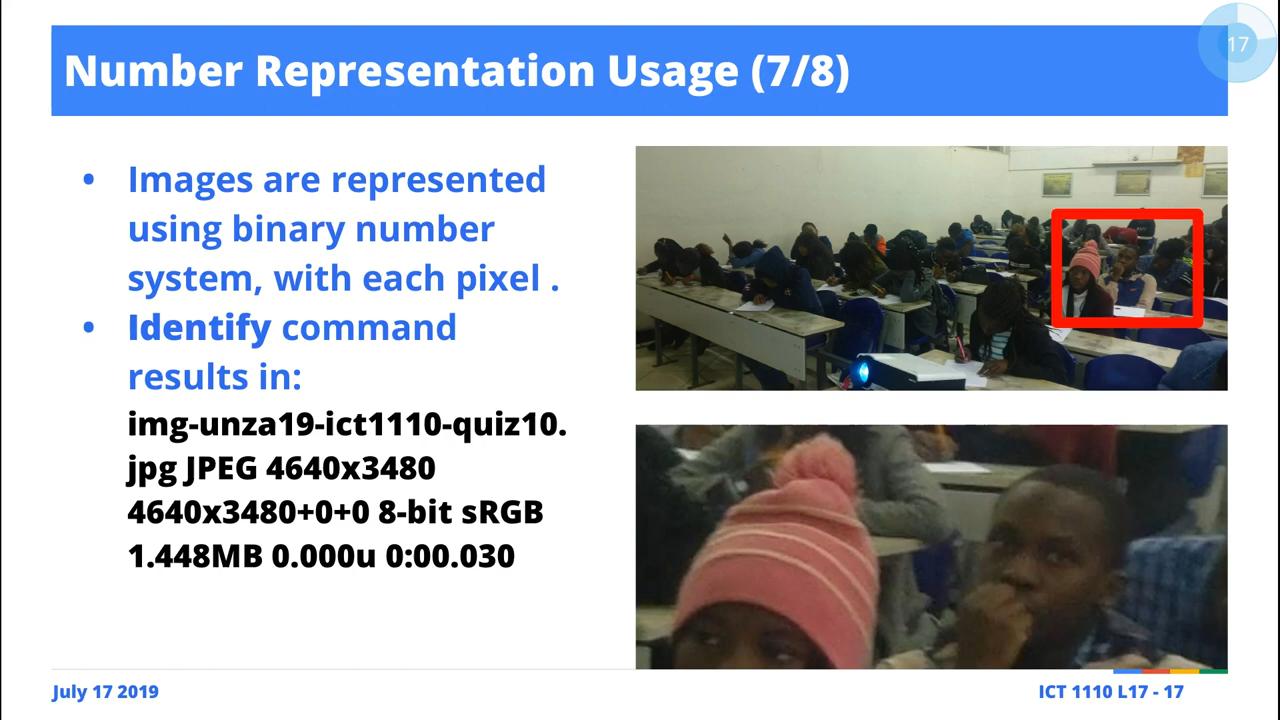 17
Number Representation Usage (7/8)
• Images are represented
using binary number
system, with each pixel .
• Identify command
results in:
img-unza19-ict1110-quiz10.
jpg JPEG 4640x3480
4640x3480+0+0 8-bit sRGB
1.448MB 0.000u 0:00.030
July 17 2019
ICT 1110 L17 - 17